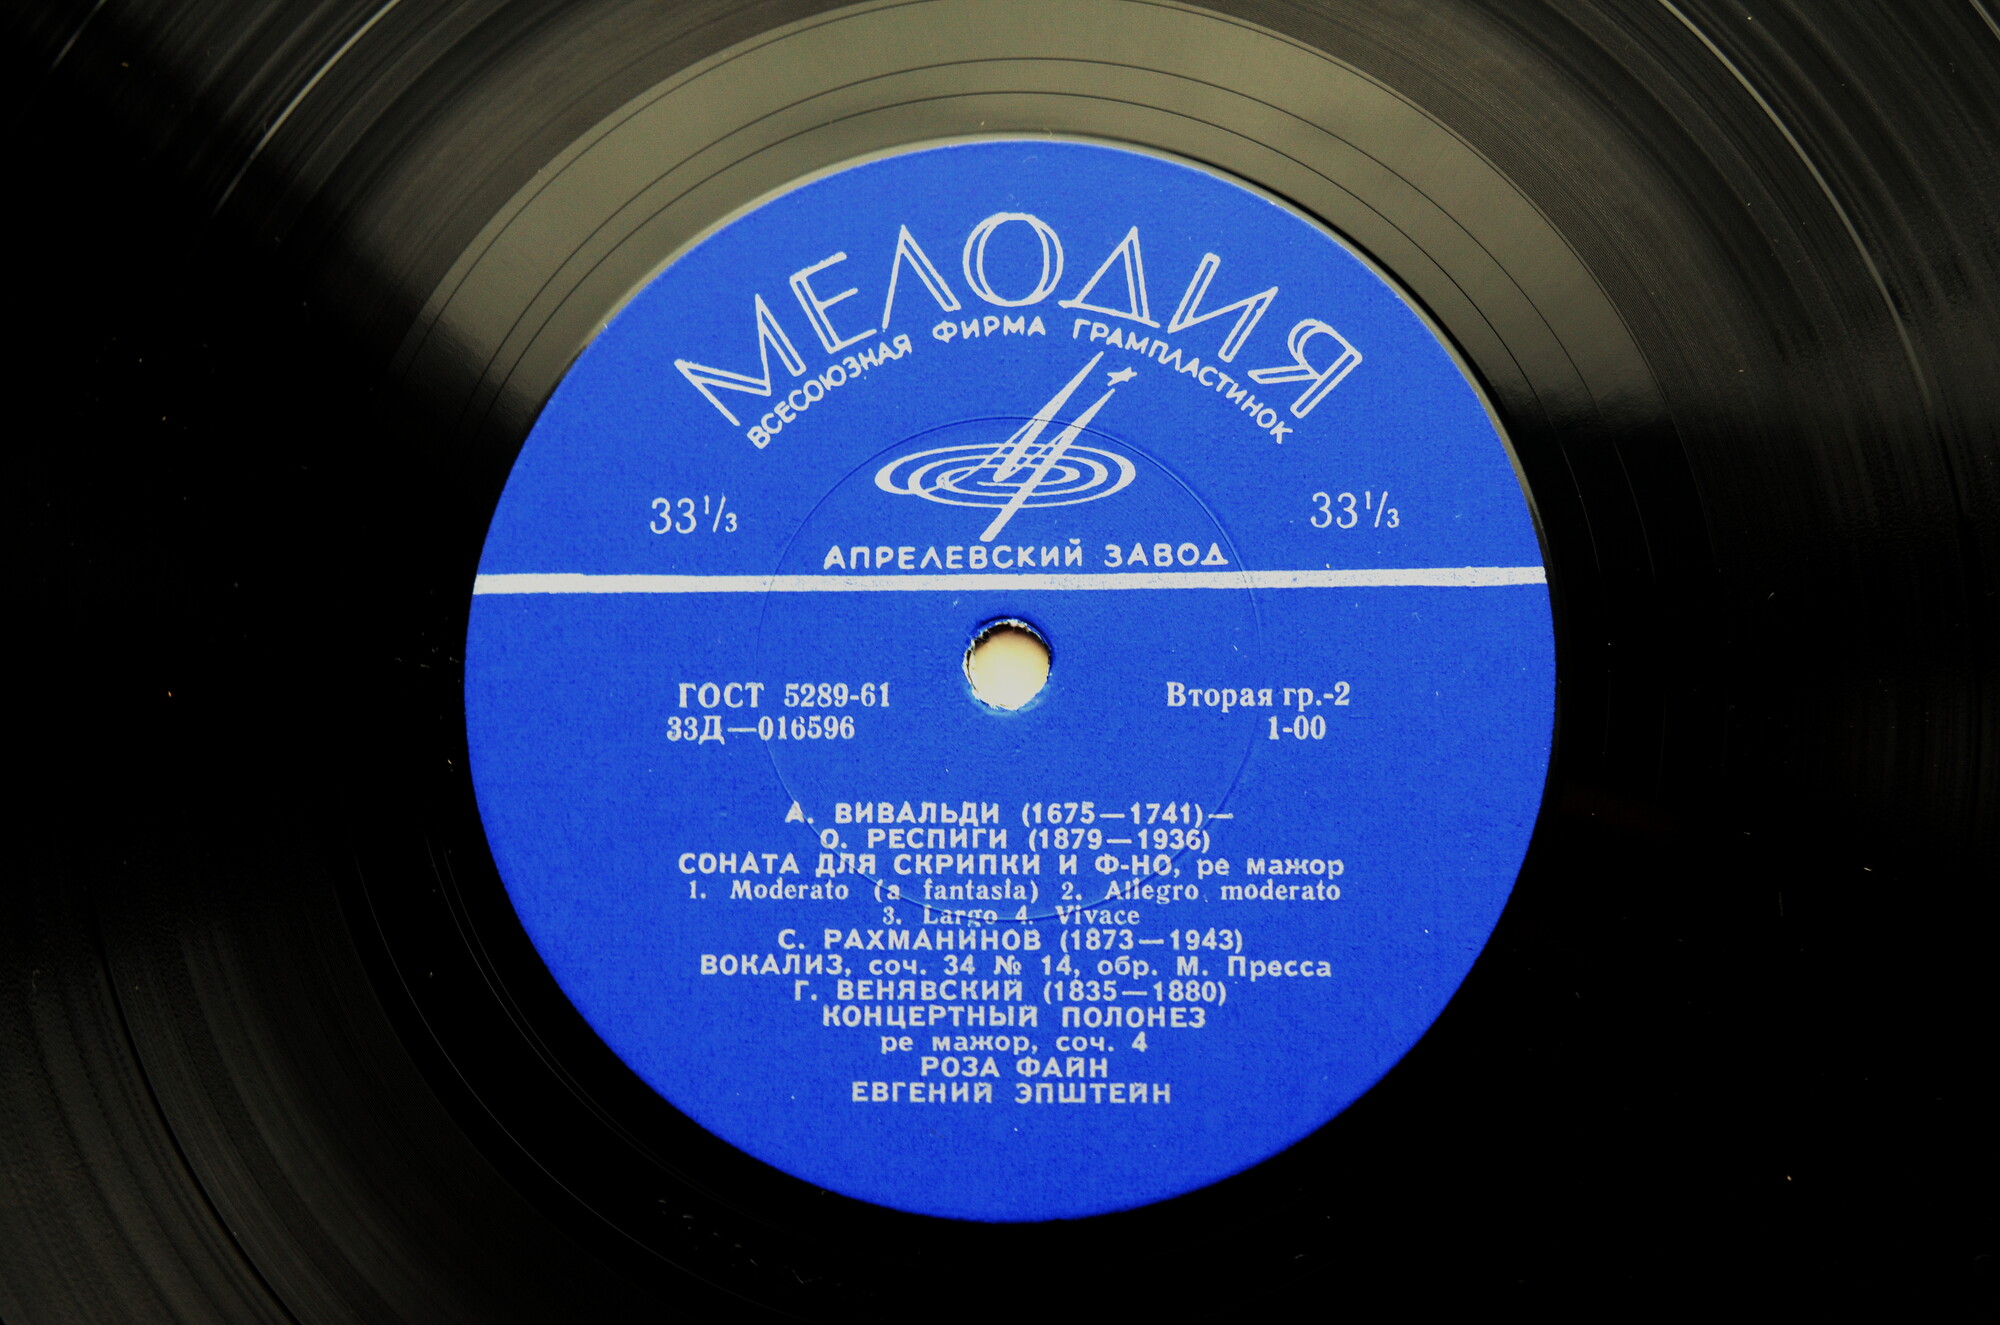 МЕЛОДИЯ
ВСЕСОЮЗНАЯ ФИРМА ГРАМПЛАСТИНОК
33¹/₃ 33¹/₃
АПРЕЛЕВСКИЙ ЗАВОД
ГОСТ 5289-61 Вторая гр.-2
33Д—016596 1-00
А. ВИВАЛЬДИ (1675—1741)—
О. РЕСПИГИ (1879—1936)
СОНАТА ДЛЯ СКРИПКИ И Ф-НО, ре мажор
1. Moderato (a fantasia) 2. Allegro moderato
3. Largo 4. Vivace
С. РАХМАНИНОВ (1873—1943)
ВОКАЛИЗ, соч. 34 № 14, обр. М. Пресса
Г. ВЕНЯВСКИЙ (1835—1880)
КОНЦЕРТНЫЙ ПОЛОНЕЗ
ре мажор, соч. 4
РОЗА ФАЙН
ЕВГЕНИЙ ЭПШТЕЙН